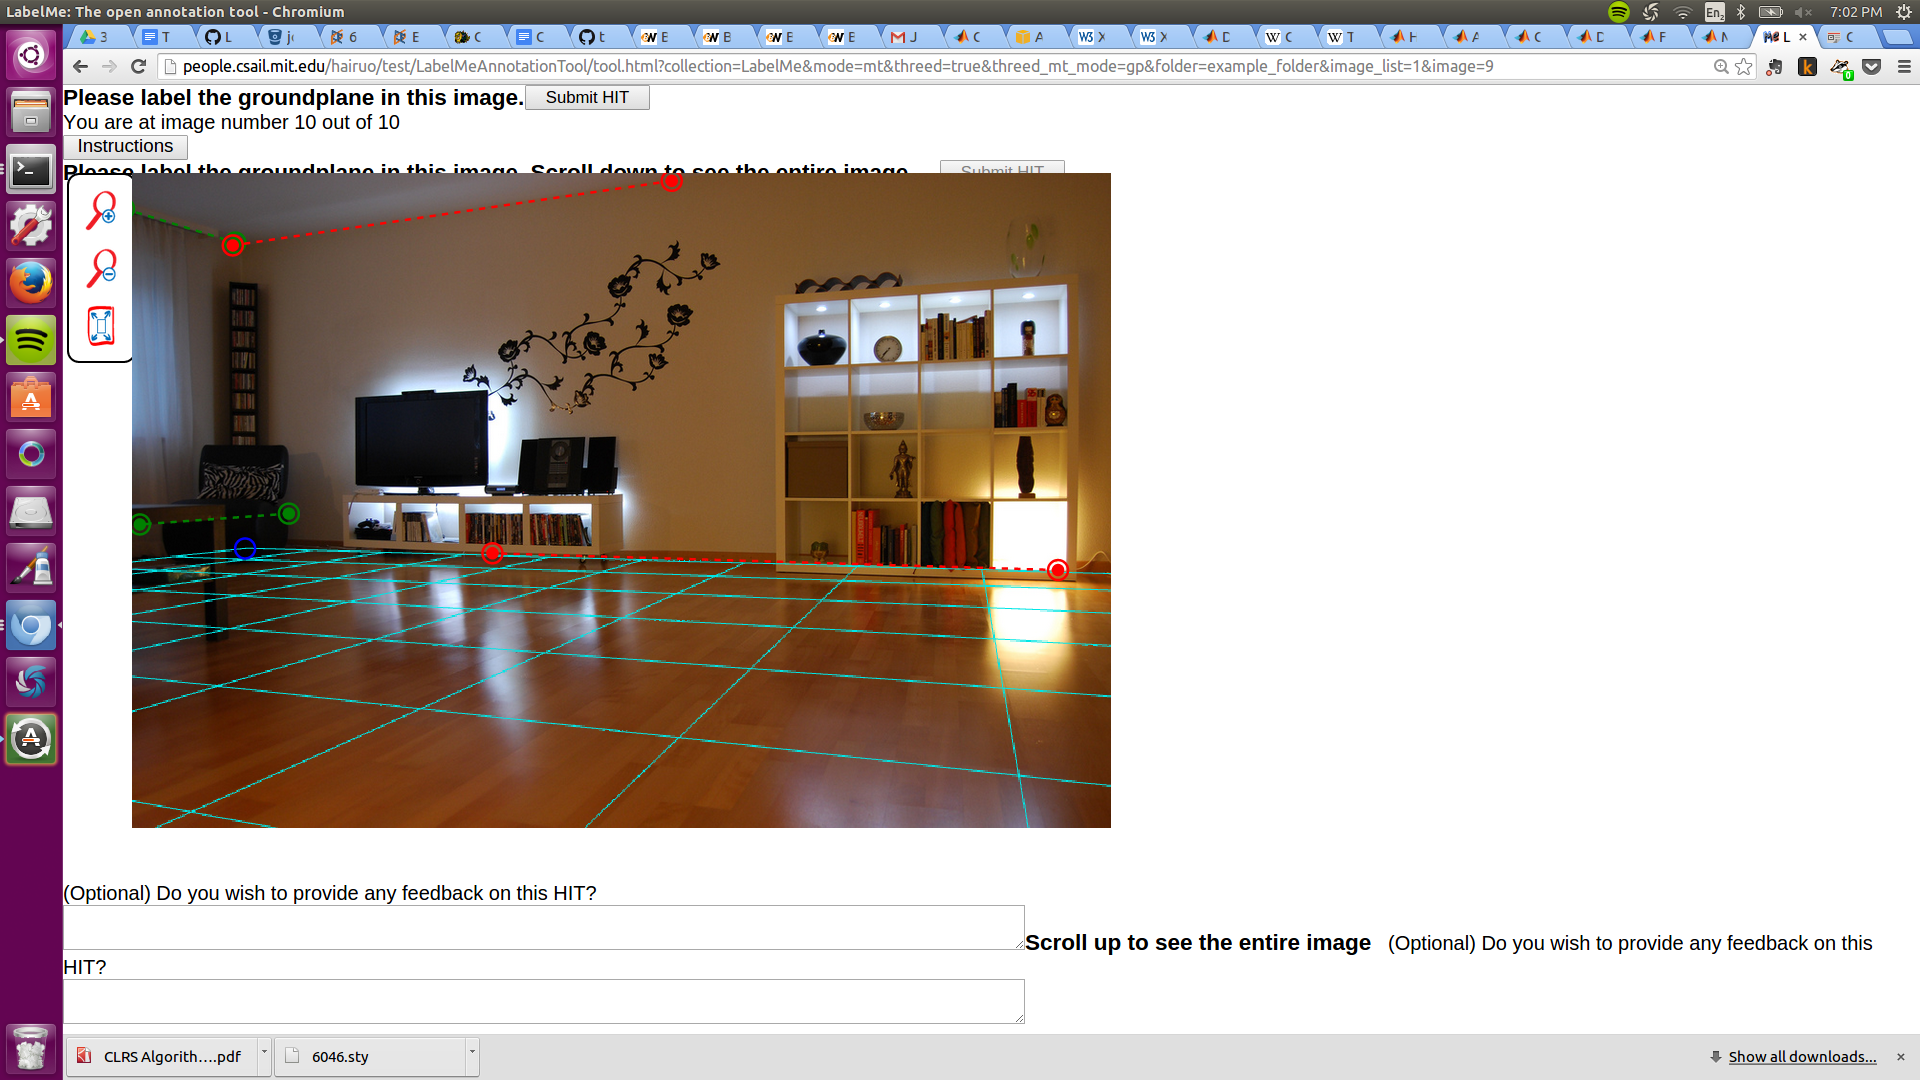 LabelMe: The open annotation tool - Chromium
En2
7:02 PM
3
T
L
6
E
C
C
t
E
B
E
E
J
C
A
X
X
D
C
T
H
A
C
D
F
L
C
people.csail.mit.edu/hairuo/test/LabelMeAnnotationTool/tool.html?collection=LabelMe&mode=mt&threed=true&threed_mt_mode=gp&folder=example_folder&image_list=1&image=9
0
Please label the groundplane in this image. Submit HIT
You are at image number 10 out of 10
Instructions
Please label the groundplane in this image. Scroll down to see the entire image Submit HIT
(Optional) Do you wish to provide any feedback on this HIT?
Scroll up to see the entire image (Optional) Do you wish to provide any feedback on this
HIT?
CLRS Algorith....pdf
6046.sty
Show all downloads...